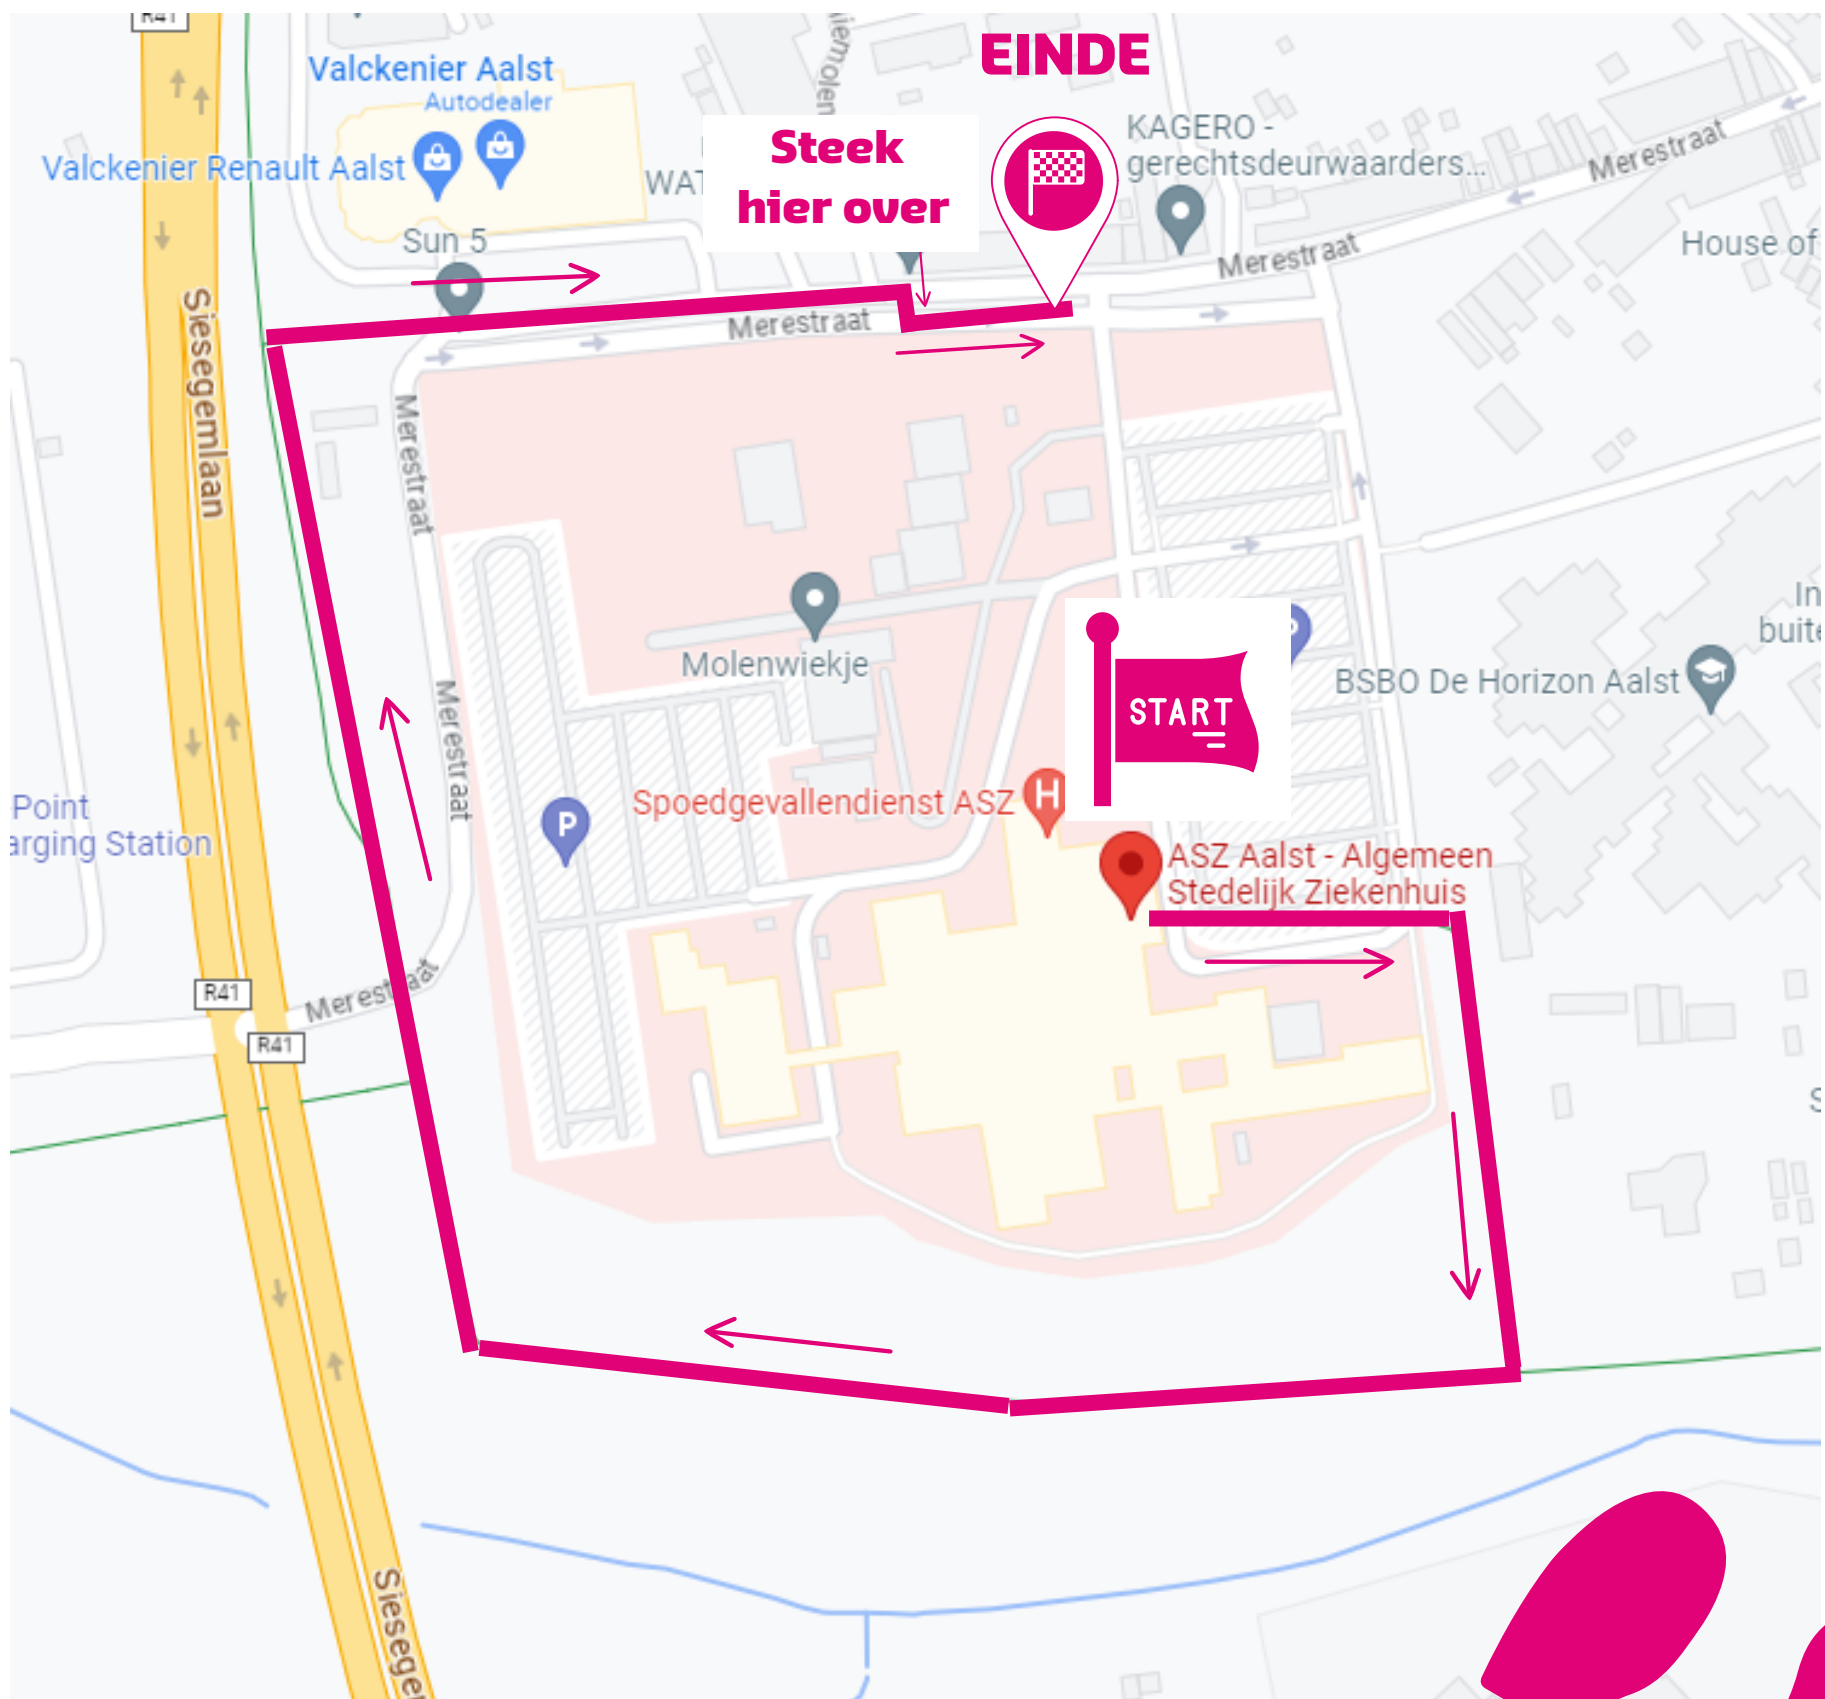 R41
EINDE
Valckenier Aalst
Autodealer
Steek
hier over
KAGERO -
gerechtsdeurwaarders...
Valckenier Renault Aalst
Merestraat
Sun 5
House of
Merestraat
Merestraat
Siesegemlaan
Merestraat
Molenwiekje
BSBO De Horizon Aalst
START
Merestraat
P
Spoedgevallendienst ASZ
H
Point
arging Station
ASZ Aalst - Algemeen
Stedelijk Ziekenhuis
Merestraat
R41
R41